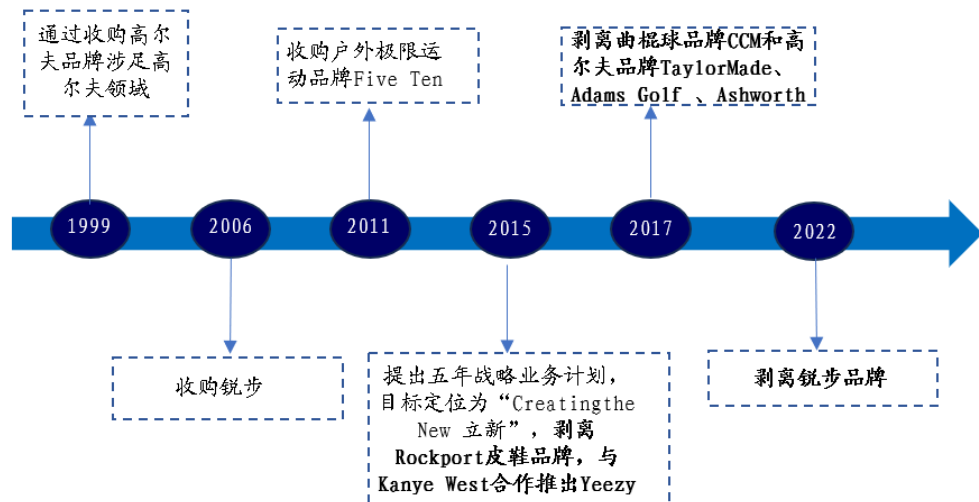 通过收购高尔
夫品牌涉足高
尔夫领域
收购户外极限运
动品牌Five Ten
剥离曲棍球品牌CCM和高
尔夫品牌TaylorMade、
Adams Golf 、Ashworth
1999
2006
2011
2015
2017
2022
收购锐步
提出五年战略业务计划，
目标定位为“Creatingthe
New 立新”，剥离
Rockport皮鞋品牌，与
Kanye West合作推出Yeezy
剥离锐步品牌